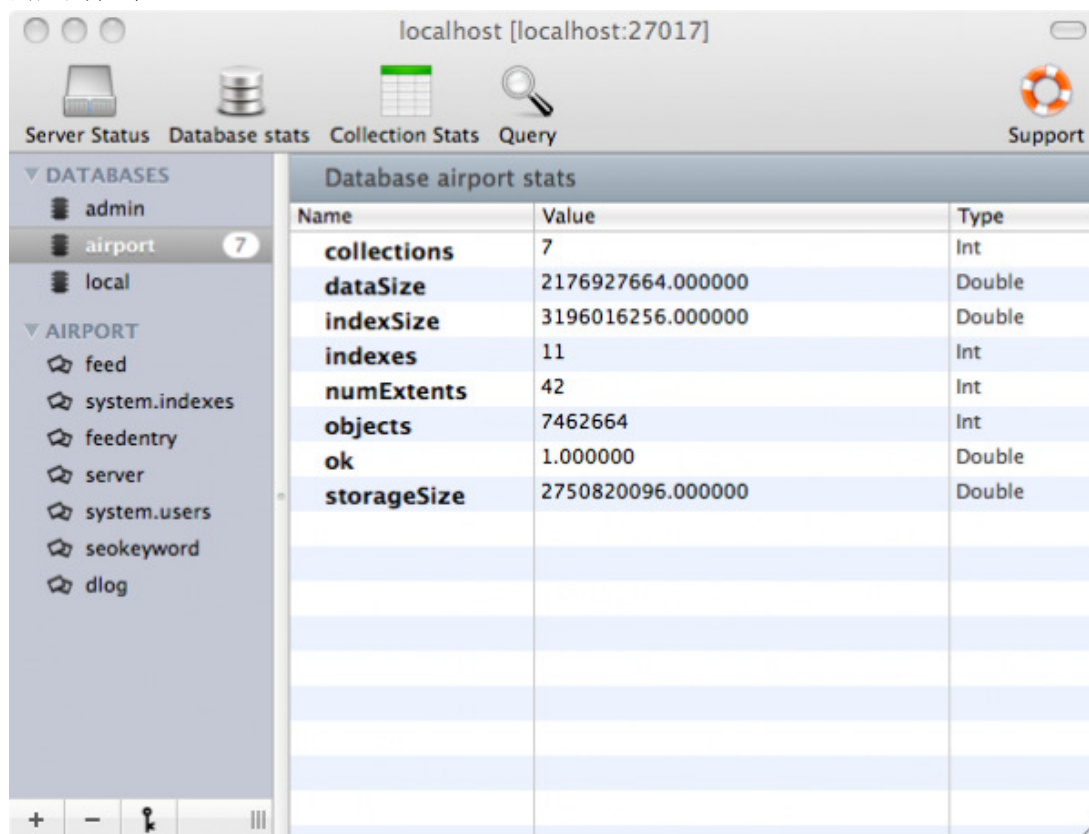 localhost [localhost:27017]
Server Status Database stats Collection Stats Query Support
DATABASES
admin
airport 7
local
AIRPORT
feed
system.indexes
feedentry
server
system.users
seokeyword
dlog
Database airport stats
Name Value Type
collections 7 Int
dataSize 2176927664.000000 Double
indexSize 3196016256.000000 Double
indexes 11 Int
numExtents 42 Int
objects 7462664 Int
ok 1.000000 Double
storageSize 2750820096.000000 Double